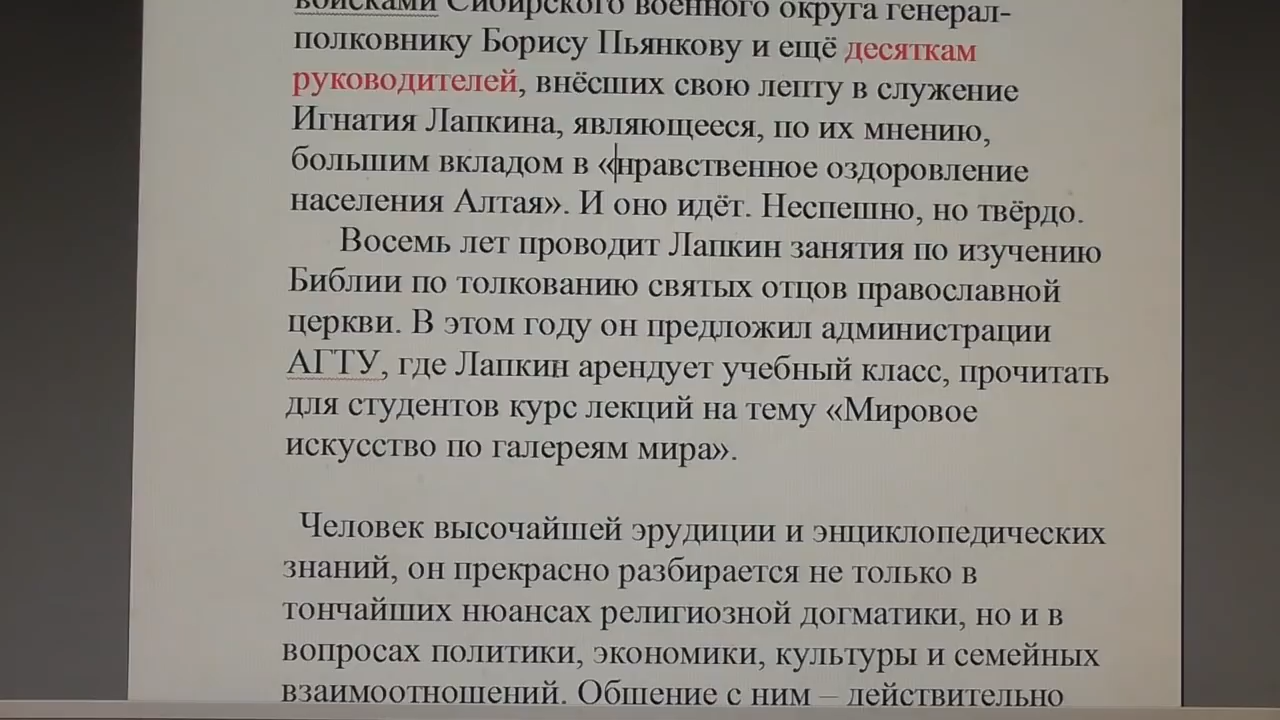 войсками Сибирского военного округа генерал-
полковнику Борису Пьянкову и ещё десяткам
руководителей, внёсших свою лепту в служение
Игнатия Лапкина, являющееся, по их мнению,
большим вкладом в «нравственное оздоровление
населения Алтая». И оно идёт. Неспешно, но твёрдо.
Восемь лет проводит Лапкин занятия по изучению
Библии по толкованию святых отцов православной
церкви. В этом году он предложил администрации
АГТУ, где Лапкин арендует учебный класс, прочитать
для студентов курс лекций на тему «Мировое
искусство по галереям мира».
Человек высочайшей эрудиции и энциклопедических
знаний, он прекрасно разбирается не только в
тончайших нюансах религиозной догматики, но и в
вопросах политики, экономики, культуры и семейных
взаимоотношений. Общение с ним – действительно